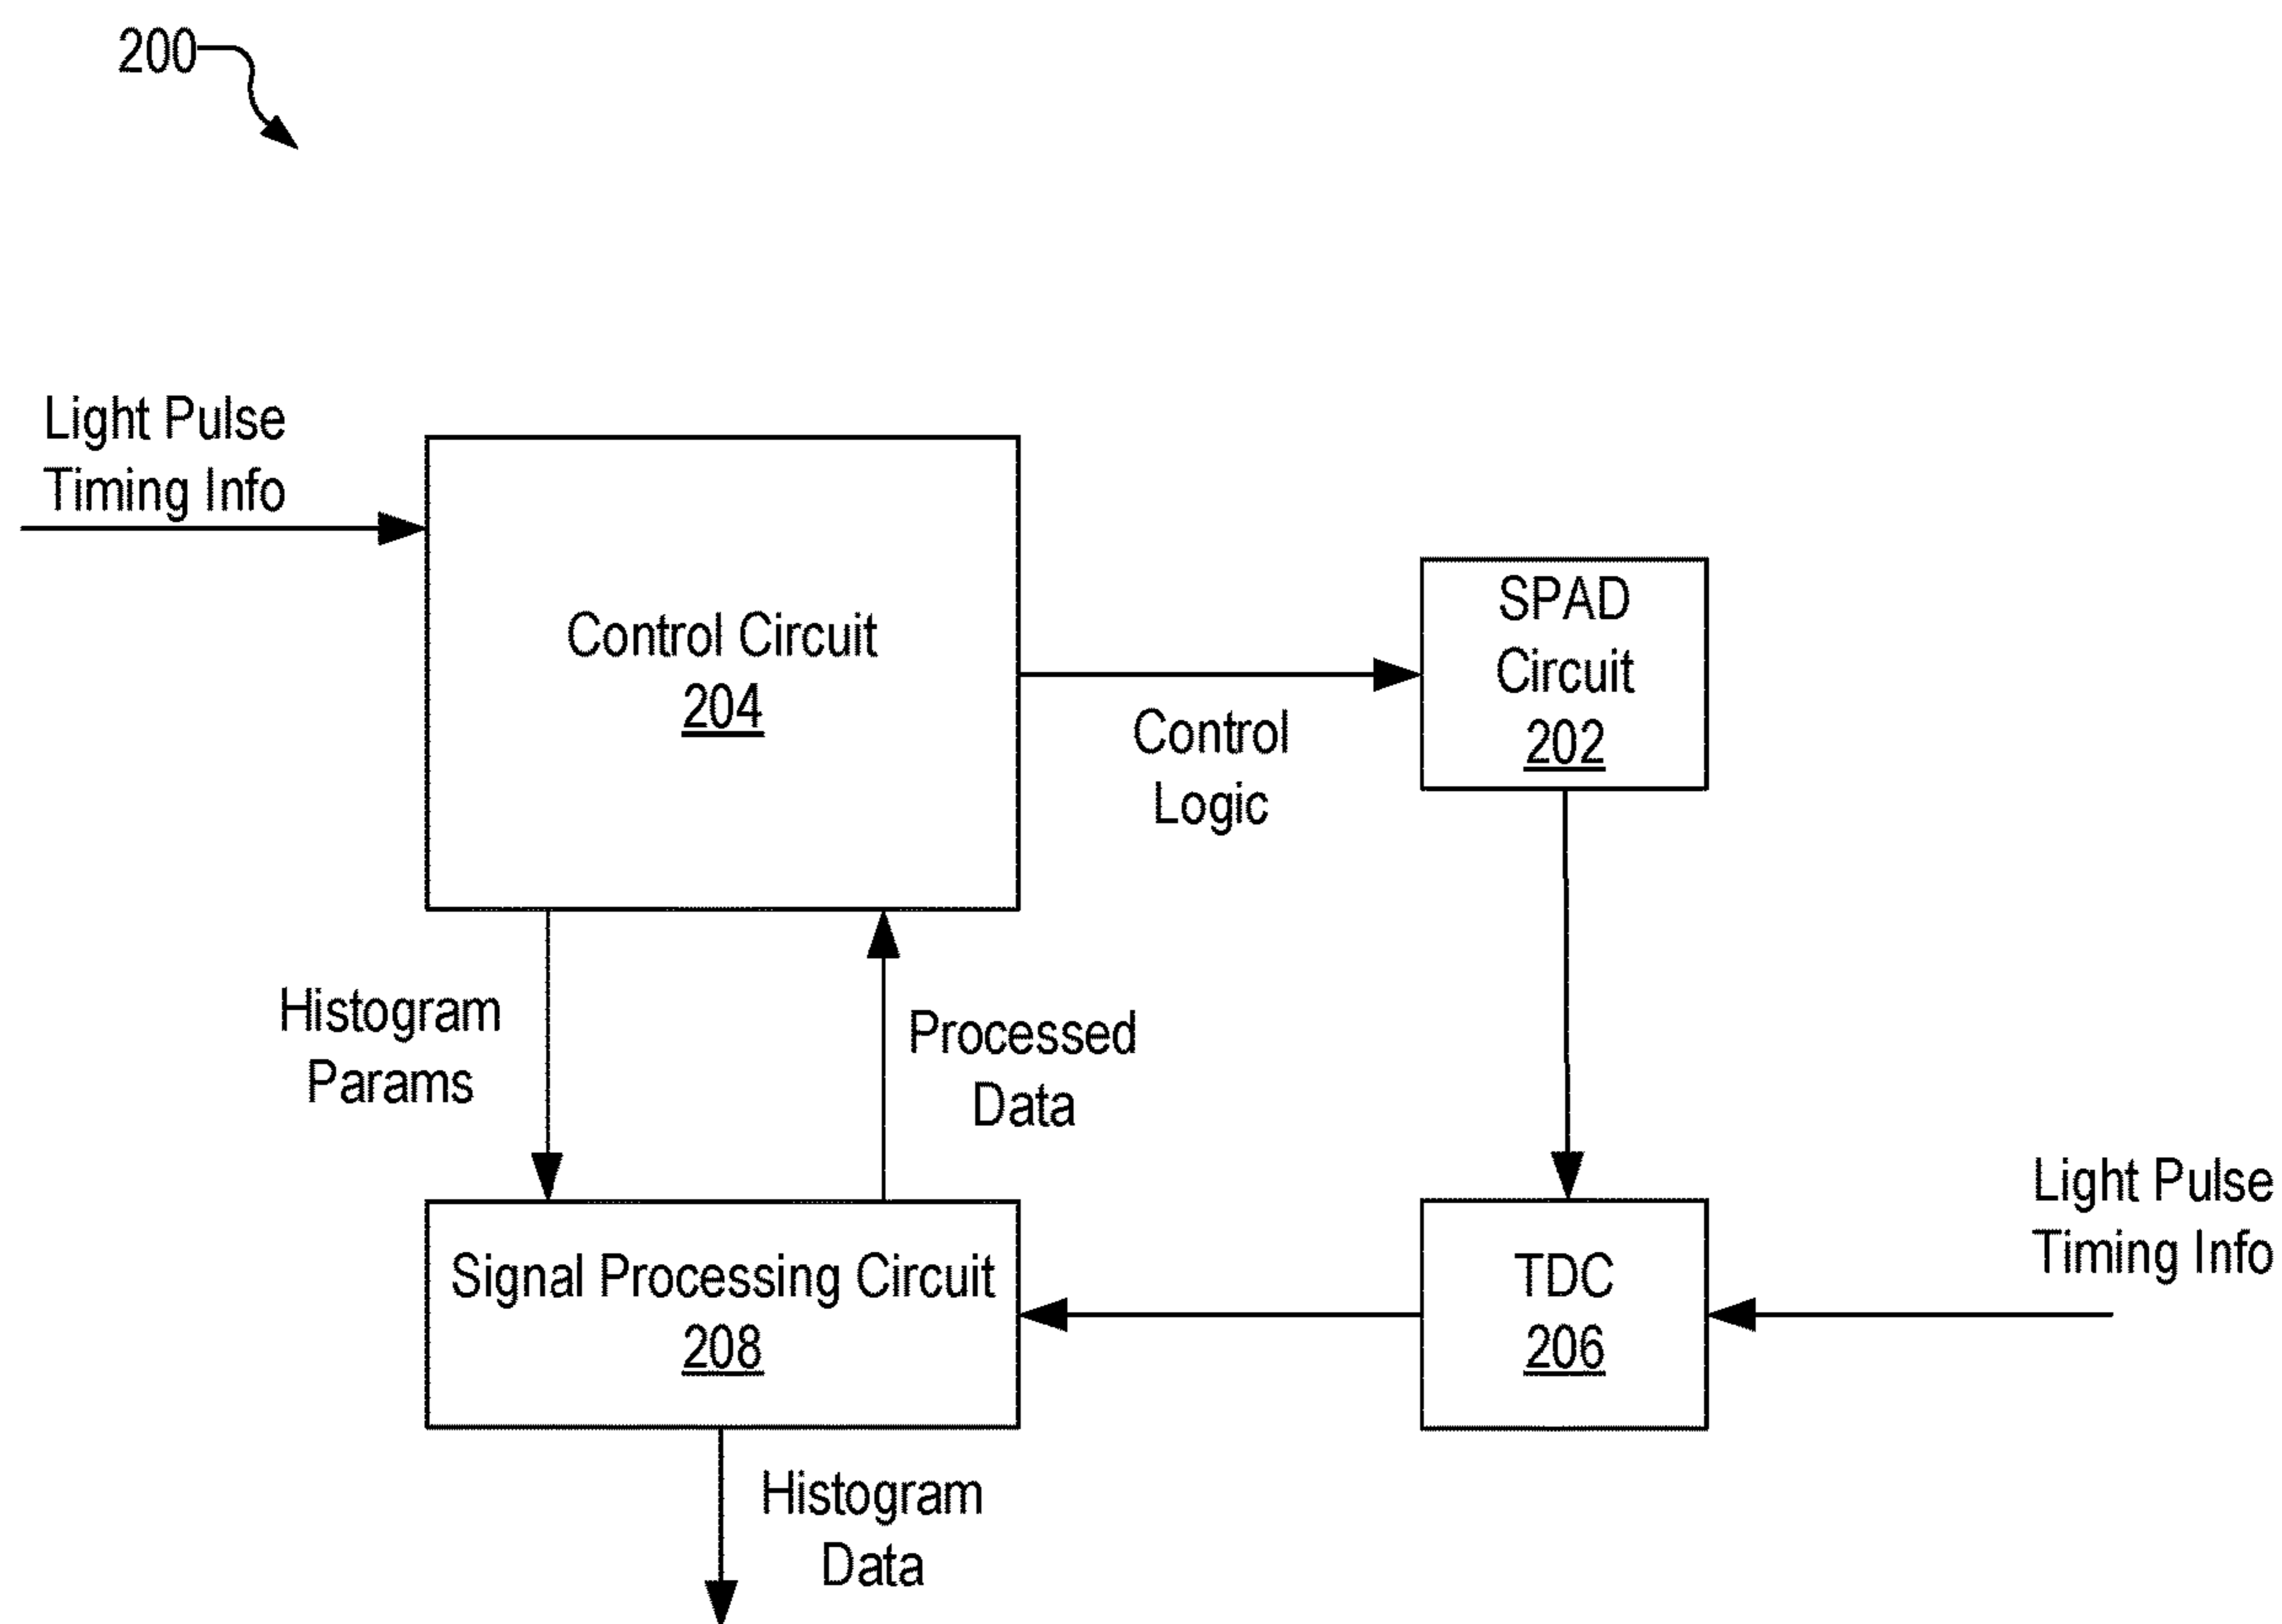 200
Light Pulse
Timing Info
Control Circuit
204
Control
Logic
SPAD
Circuit
202
Histogram
Params
Processed
Data
Signal Processing Circuit
208
TDC
206
Light Pulse
Timing Info
Histogram
Data